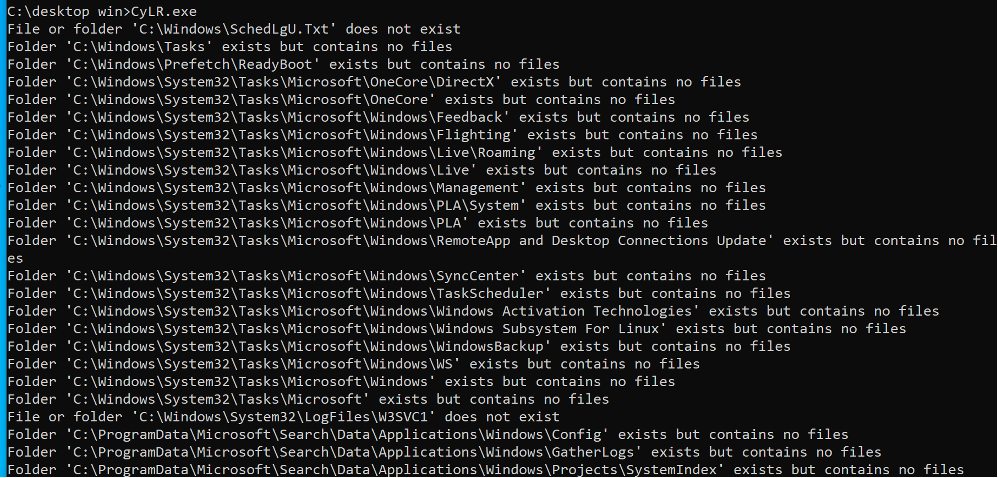 C:\desktop win>CyLR.exe
File or folder 'C:\Windows\SchedLgU.Txt' does not exist
Folder 'C:\Windows\Tasks' exists but contains no files
Folder 'C:\Windows\Prefetch\ReadyBoot' exists but contains no files
Folder 'C:\Windows\System32\Tasks\Microsoft\OneCore\DirectX' exists but contains no files
Folder 'C:\Windows\System32\Tasks\Microsoft\OneCore' exists but contains no files
Folder 'C:\Windows\System32\Tasks\Microsoft\Windows\Feedback' exists but contains no files
Folder 'C:\Windows\System32\Tasks\Microsoft\Windows\Flighting' exists but contains no files
Folder 'C:\Windows\System32\Tasks\Microsoft\Windows\Live\Roaming' exists but contains no files
Folder 'C:\Windows\System32\Tasks\Microsoft\Windows\Live' exists but contains no files
Folder 'C:\Windows\System32\Tasks\Microsoft\Windows\Management' exists but contains no files
Folder 'C:\Windows\System32\Tasks\Microsoft\Windows\PLA\System' exists but contains no files
Folder 'C:\Windows\System32\Tasks\Microsoft\Windows\PLA' exists but contains no files
Folder 'C:\Windows\System32\Tasks\Microsoft\Windows\RemoteApp and Desktop Connections Update' exists but contains no fil
es
Folder 'C:\Windows\System32\Tasks\Microsoft\Windows\SyncCenter' exists but contains no files
Folder 'C:\Windows\System32\Tasks\Microsoft\Windows\TaskScheduler' exists but contains no files
Folder 'C:\Windows\System32\Tasks\Microsoft\Windows\Windows Activation Technologies' exists but contains no files
Folder 'C:\Windows\System32\Tasks\Microsoft\Windows\Windows Subsystem For Linux' exists but contains no files
Folder 'C:\Windows\System32\Tasks\Microsoft\Windows\WindowsBackup' exists but contains no files
Folder 'C:\Windows\System32\Tasks\Microsoft\Windows\WS' exists but contains no files
Folder 'C:\Windows\System32\Tasks\Microsoft\Windows' exists but contains no files
Folder 'C:\Windows\System32\Tasks\Microsoft' exists but contains no files
File or folder 'C:\Windows\System32\LogFiles\W3SVC1' does not exist
Folder 'C:\ProgramData\Microsoft\Search\Data\Applications\Windows\Config' exists but contains no files
Folder 'C:\ProgramData\Microsoft\Search\Data\Applications\Windows\GatherLogs' exists but contains no files
Folder 'C:\ProgramData\Microsoft\Search\Data\Applications\Windows\Projects\SystemIndex' exists but contains no files